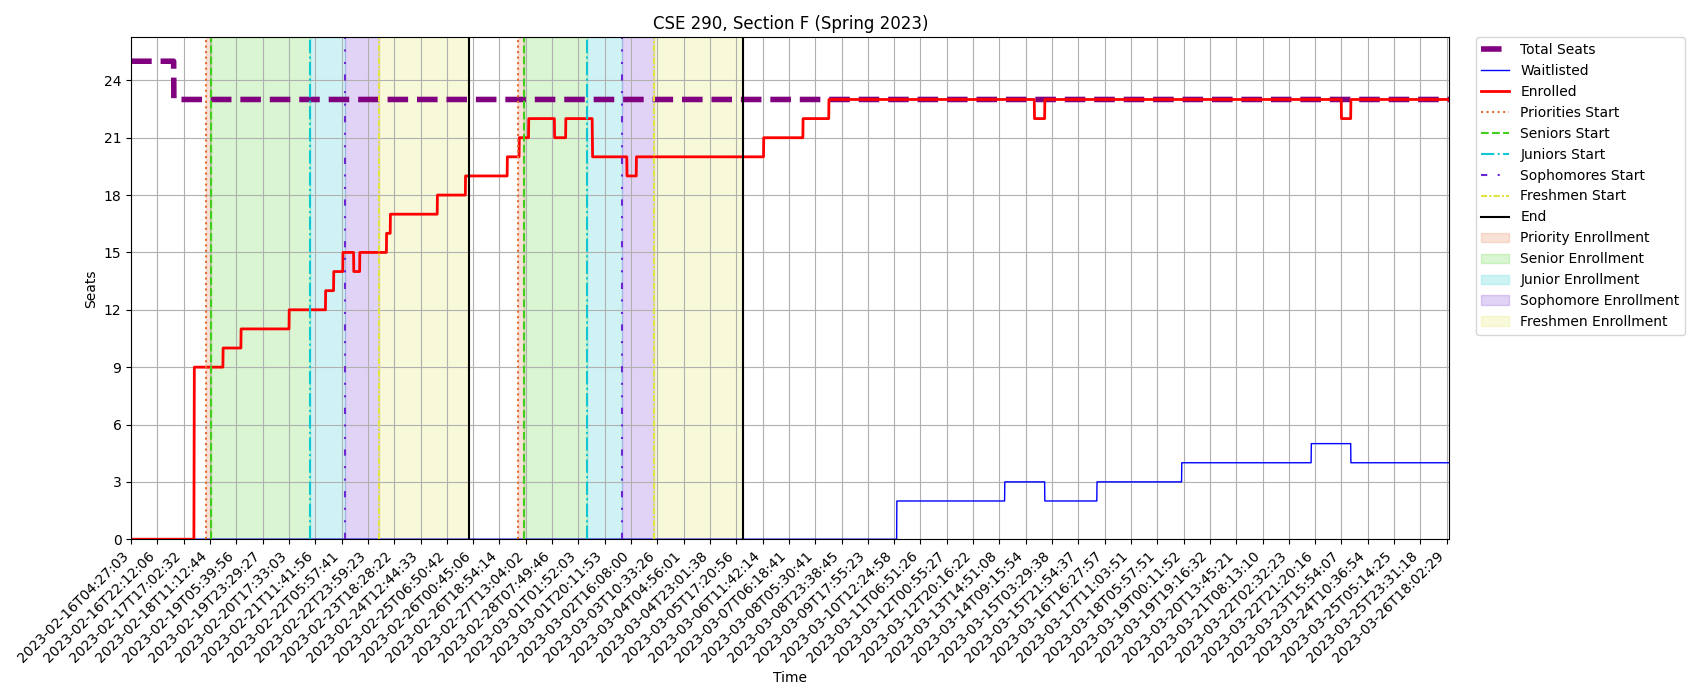 CSE 290, Section F (Spring 2023)
Seats
24
21
18
15
12
9
6
3
0
2023-02-16T04:27:03
2023-02-16T22:12:06
2023-02-17T17:02:32
2023-02-18T11:12:44
2023-02-19T05:39:56
2023-02-19T23:29:27
2023-02-20T17:33:03
2023-02-21T11:41:56
2023-02-22T05:57:41
2023-02-22T23:59:23
2023-02-23T18:28:22
2023-02-24T12:44:33
2023-02-25T06:50:42
2023-02-26T00:45:06
2023-02-26T18:54:14
2023-02-27T13:04:02
2023-02-28T07:49:46
2023-03-01T01:52:03
2023-03-01T20:11:53
2023-03-02T16:08:00
2023-03-03T10:33:26
2023-03-04T04:56:01
2023-03-04T23:01:38
2023-03-05T17:20:56
2023-03-06T11:42:14
2023-03-07T06:18:41
2023-03-08T05:30:41
2023-03-08T23:38:45
2023-03-09T17:55:23
2023-03-10T12:24:58
2023-03-11T06:51:26
2023-03-12T00:55:27
2023-03-12T20:16:22
2023-03-13T14:51:08
2023-03-14T09:15:54
2023-03-15T03:29:38
2023-03-15T21:54:37
2023-03-16T16:27:57
2023-03-17T11:03:51
2023-03-18T05:57:51
2023-03-19T00:11:52
2023-03-19T19:16:32
2023-03-20T13:45:21
2023-03-21T08:13:10
2023-03-22T02:32:23
2023-03-22T21:20:16
2023-03-23T15:54:07
2023-03-24T10:36:54
2023-03-25T05:14:25
2023-03-25T23:31:18
2023-03-26T18:02:29
Time
Total Seats
Waitlisted
Enrolled
Priorities Start
Seniors Start
Juniors Start
Sophomores Start
Freshmen Start
End
Priority Enrollment
Senior Enrollment
Junior Enrollment
Sophomore Enrollment
Freshmen Enrollment